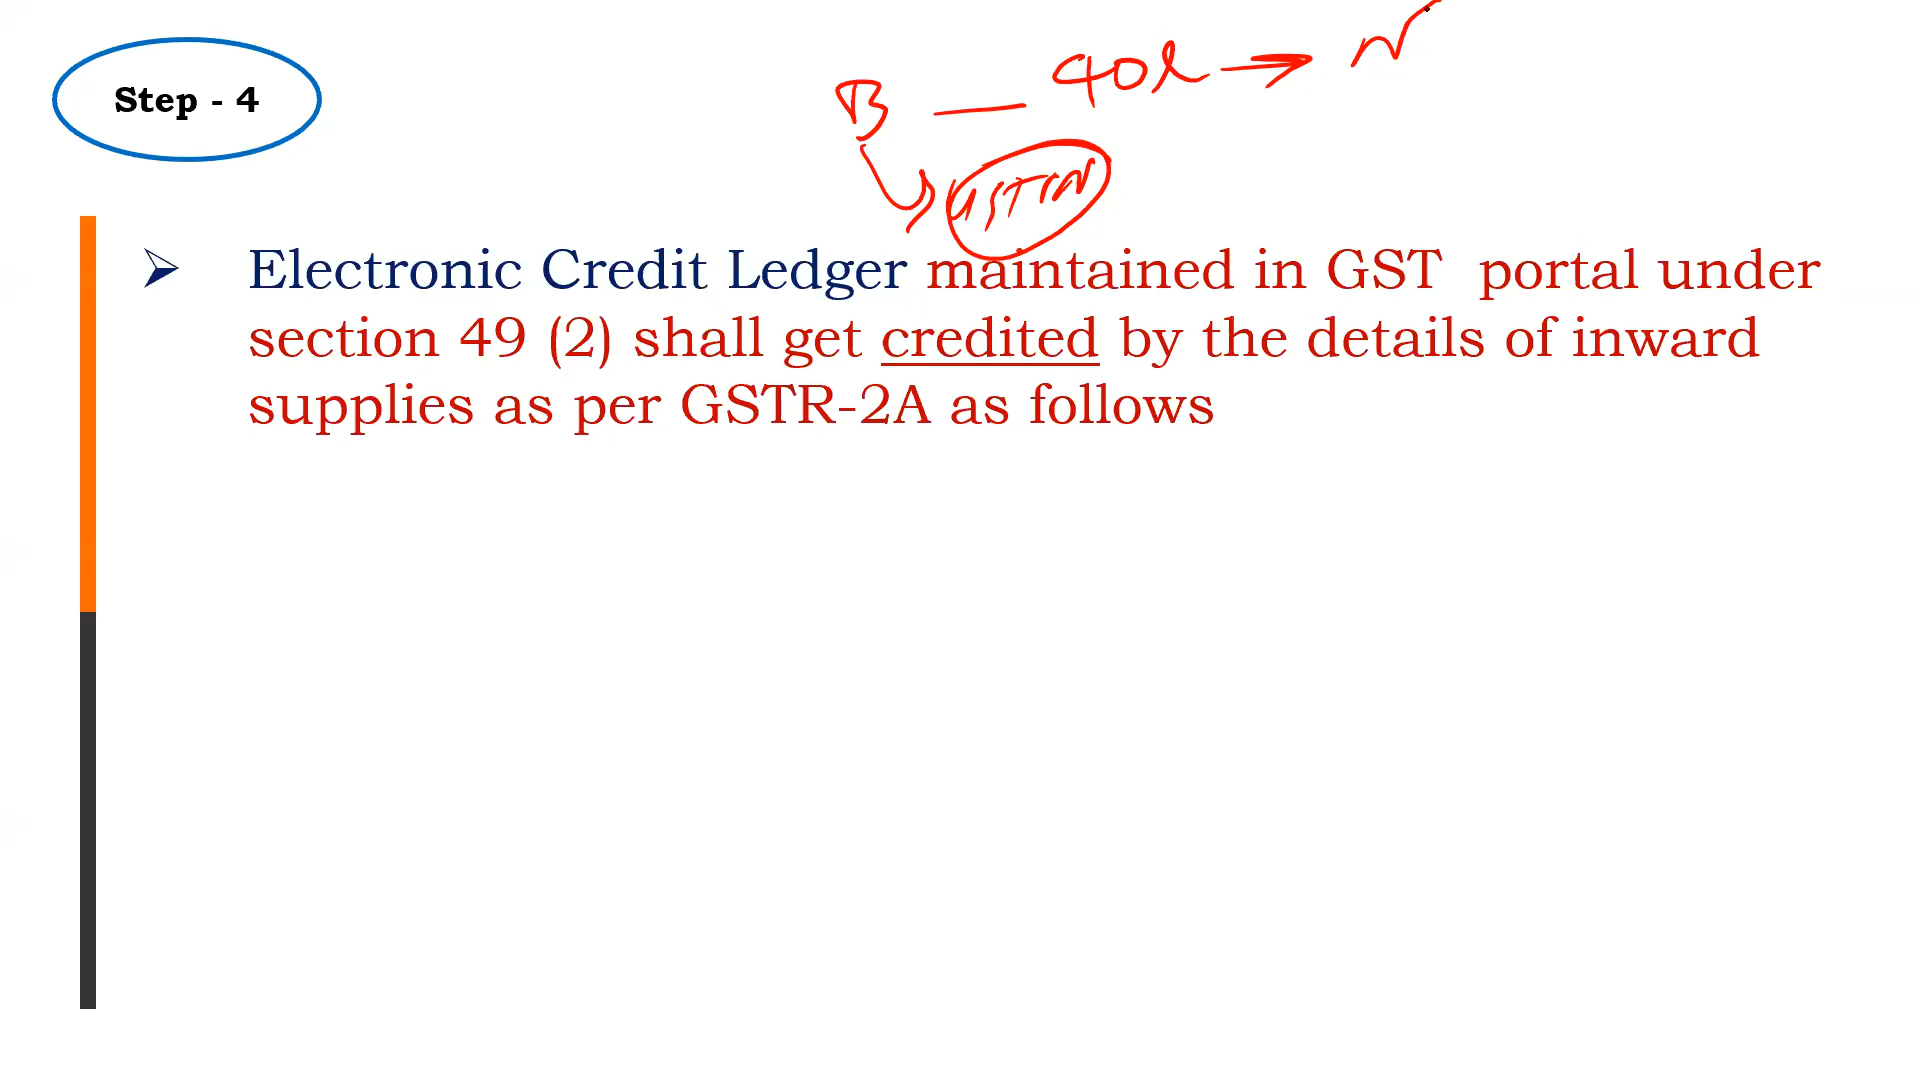 Step - 4
B — 40l →
GSTIN
➢ Electronic Credit Ledger maintained in GST portal under
section 49 (2) shall get credited by the details of inward
supplies as per GSTR-2A as follows